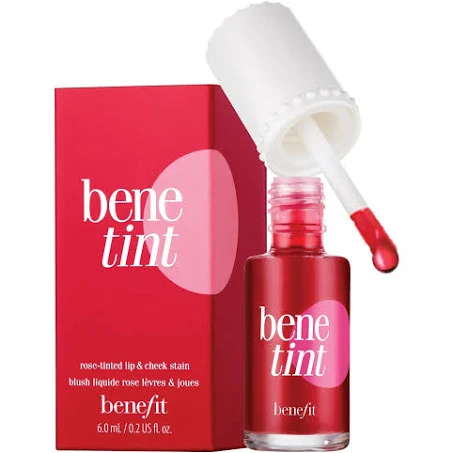 bene
tint
rose-tinted lip & cheek stain
blush liquide rose lèvres & joues
benefit
6.0 mL / 0.2 US fl. oz.
bene
tint
benefit